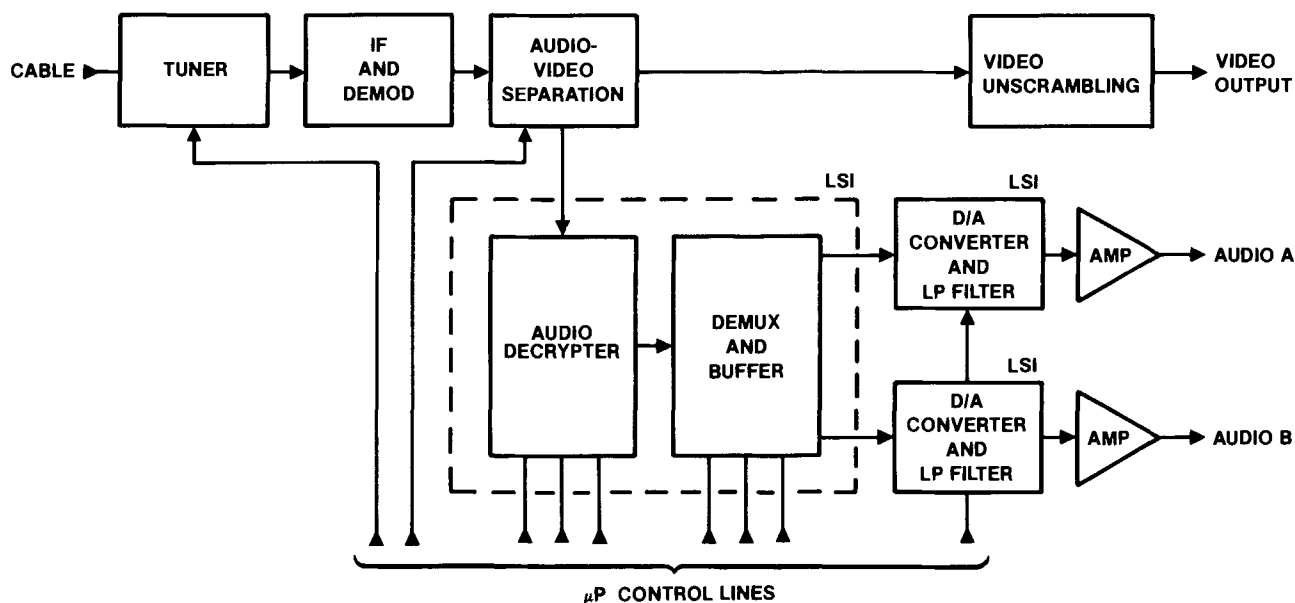 CABLE
TUNER
IF
AND
DEMOD
AUDIO-
VIDEO
SEPARATION
VIDEO
UNSCRAMBLING
VIDEO
OUTPUT
LSI
AUDIO
DECRYPTER
DEMUX
AND
BUFFER
LSI
D/A
CONVERTER
AND
LP FILTER
AMP
AUDIO A
LSI
D/A
CONVERTER
AND
LP FILTER
AMP
AUDIO B
μP CONTROL LINES